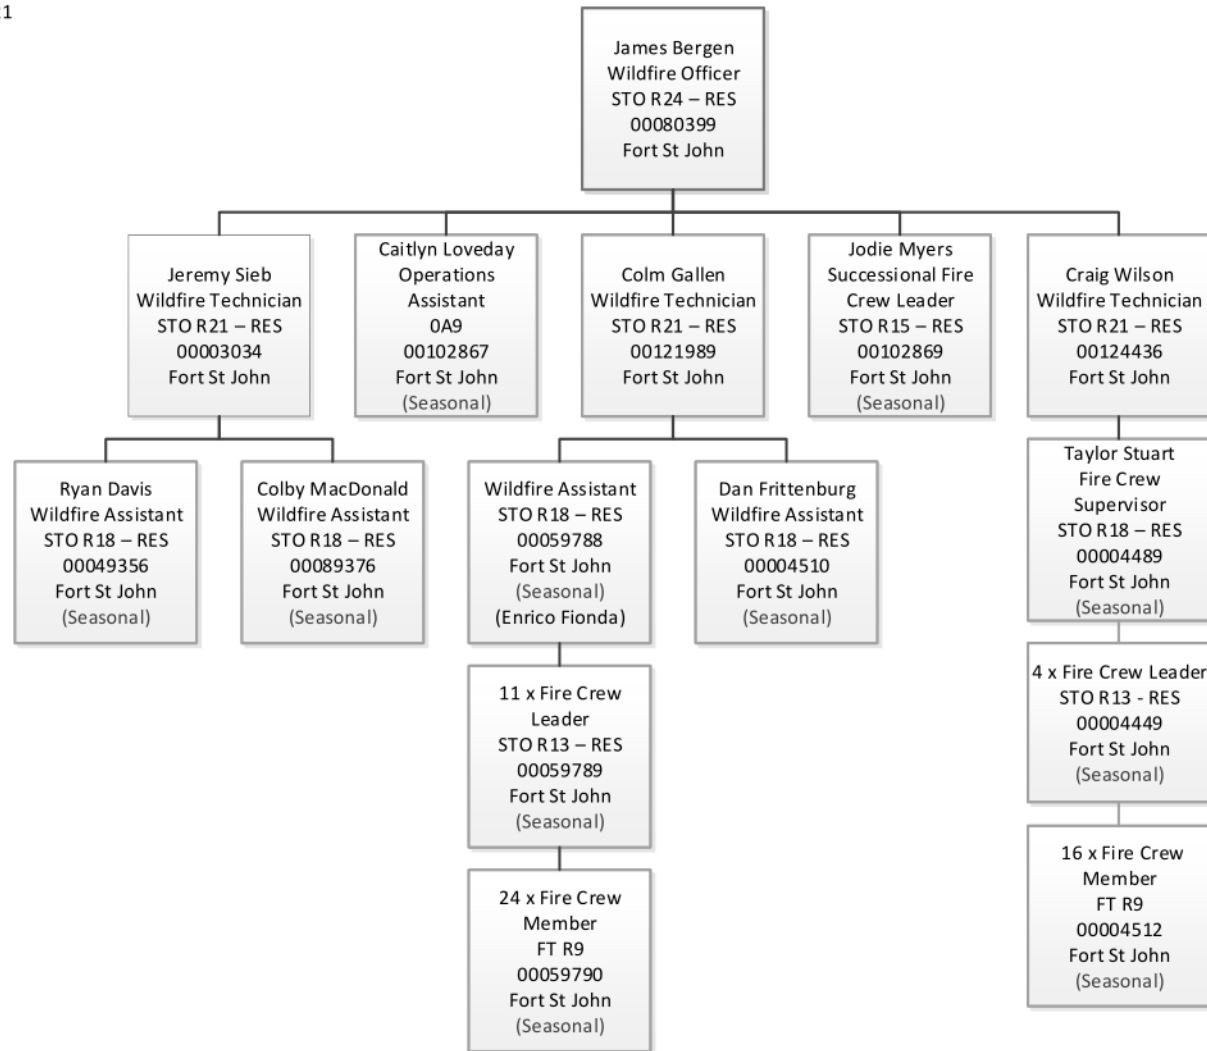 James Bergen
Wildfire Officer
STO R24 – RES
00080399
Fort St John
Jeremy Sieb
Wildfire Technician
STO R21 – RES
00003034
Fort St John
Caitlyn Loveday
Operations
Assistant
0A9
00102867
Fort St John
(Seasonal)
Colm Gallen
Wildfire Technician
STO R21 – RES
00121989
Fort St John
Jodie Myers
Successional Fire
Crew Leader
STO R15 – RES
00102869
Fort St John
(Seasonal)
Craig Wilson
Wildfire Technician
STO R21 – RES
00124436
Fort St John
Ryan Davis
Wildfire Assistant
STO R18 – RES
00049356
Fort St John
(Seasonal)
Colby MacDonald
Wildfire Assistant
STO R18 – RES
00089376
Fort St John
(Seasonal)
Wildfire Assistant
STO R18 – RES
00059788
Fort St John
(Seasonal)
(Enrico Fionda)
Dan Frittenburg
Wildfire Assistant
STO R18 – RES
00004510
Fort St John
(Seasonal)
Taylor Stuart
Fire Crew
Supervisor
STO R18 – RES
00004489
Fort St John
(Seasonal)
11 x Fire Crew
Leader
STO R13 – RES
00059789
Fort St John
(Seasonal)
4 x Fire Crew Leader
STO R13 - RES
00004449
Fort St John
(Seasonal)
24 x Fire Crew
Member
FT R9
00059790
Fort St John
(Seasonal)
16 x Fire Crew
Member
FT R9
00004512
Fort St John
(Seasonal)